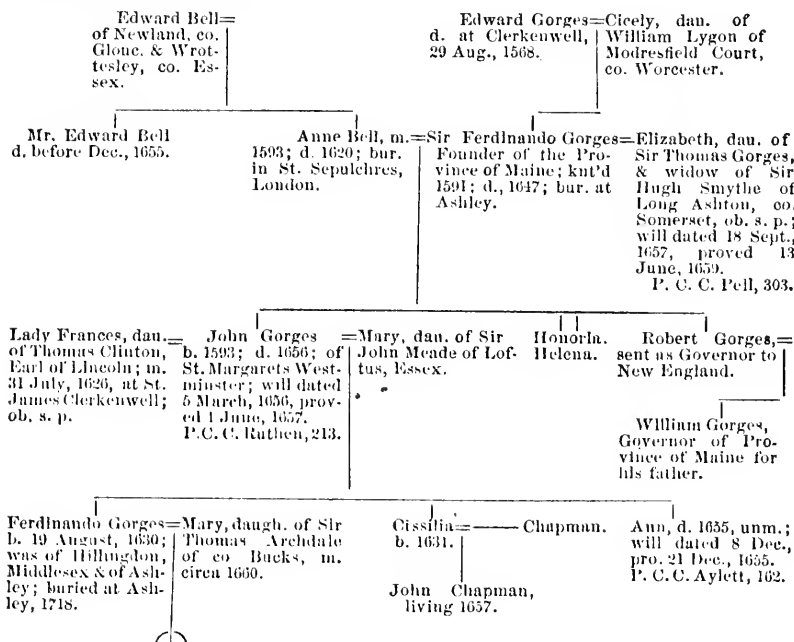 Edward Bell=
of Newland, co.
Glouc. & Wrot-
tesley, co. Es-
sex.
Edward Gorges=Cicely, dau. of
d. at Clerkenwell, William Lygon of
29 Aug., 1568. Modresfield Court,
co. Worcester.
Mr. Edward Bell
d. before Dec., 1655.
Anne Bell, m.=Sir Ferdinando Gorges=Elizabeth, dau. of
1593; d. 1620; bur. Founder of the Pro- Sir Thomas Gorges,
in St. Sepulchres, vince of Maine; knt'd & widow of Sir
London. 1591; d., 1647; bur. at Hugh Smythe of
Ashley. Long Ashton, co.
Somerset, ob. s. p.;
will dated 18 Sept.,
1657, proved 13
June, 1659.
P. C. C. Pell, 303.
Lady Frances, dau.=
of Thomas Clinton,
Earl of Lincoln; m.
31 July, 1626, at St.
James Clerkenwell;
ob. s. p.
John Gorges =
b. 1593; d. 1656; of
St. Margarets West-
minster; will dated
5 March, 1656, prov-
ed 1 June, 1657.
P.C.C. Ruthen, 213.
Mary, dau. of Sir
John Meade of Lof-
tus, Essex.
Honoria.
Helena.
Robert Gorges,=
sent as Governor to
New England.
William Gorges,
Governor of Pro-
vince of Maine for
his father.
Ferdinando Gorges=
b. 19 August, 1630;
was of Hillingdon,
Middlesex & of Ash-
ley; buried at Ash-
ley, 1718.
Mary, daugh. of Sir
Thomas Archdale
of co Bucks, m.
circa 1660.
Cissilia=—— Chapman.
b. 1631.
John Chapman,
living 1657.
Ann, d. 1655, unm.;
will dated 8 Dec.,
pro. 21 Dec., 1655.
P. C. C. Aylett, 162.